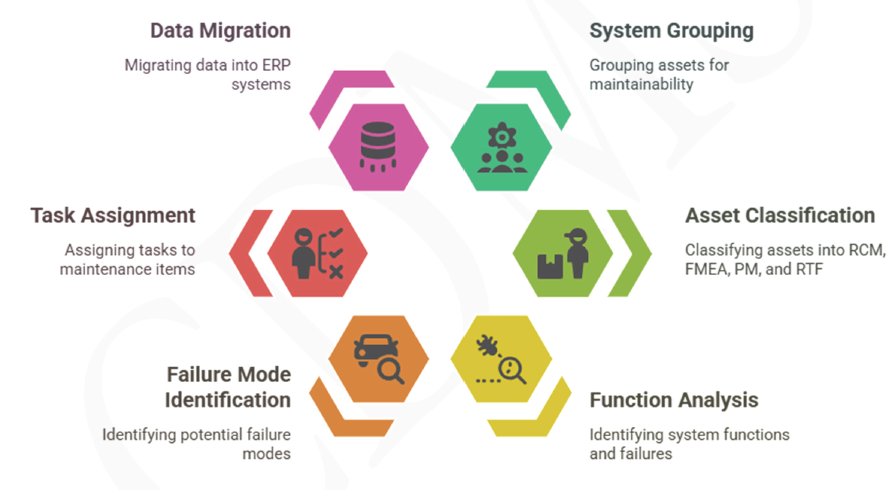 Data Migration
Migrating data into ERP
systems
System Grouping
Grouping assets for
maintainability
Task Assignment
Assigning tasks to
maintenance items
Asset Classification
Classifying assets into RCM,
FMEA, PM, and RTF
Failure Mode
Identification
Identifying potential failure
modes
Function Analysis
Identifying system functions
and failures